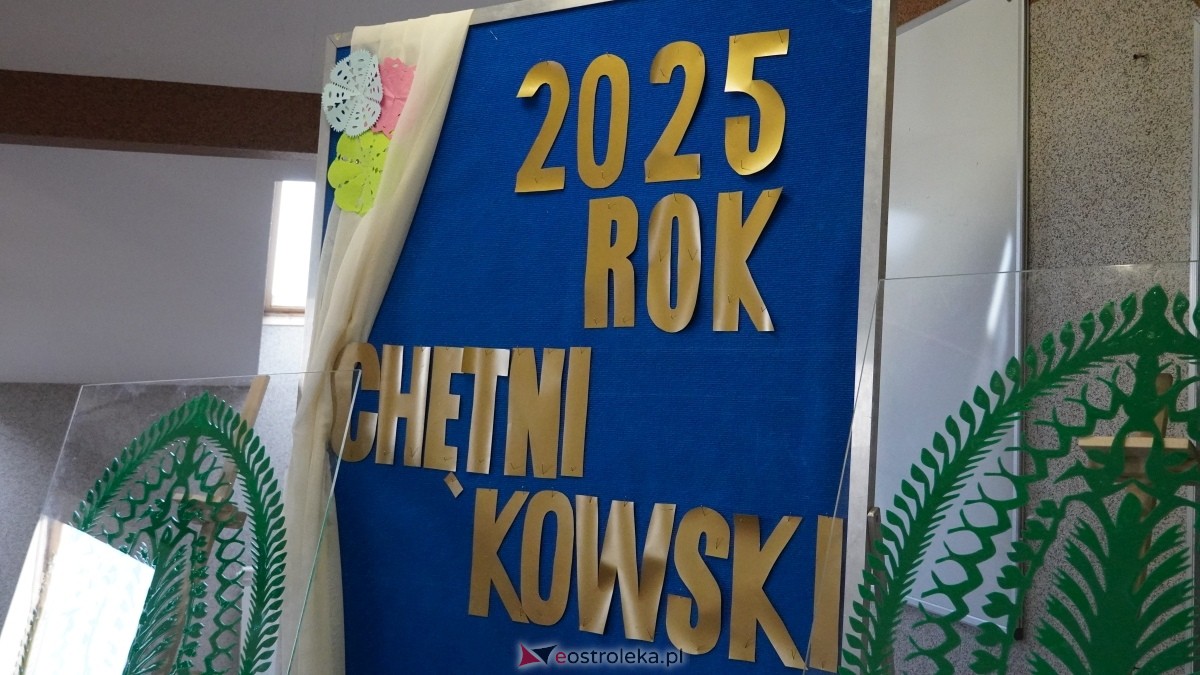 2025
ROK
CHĘTNI
KOWSKI
eostroleka.pl